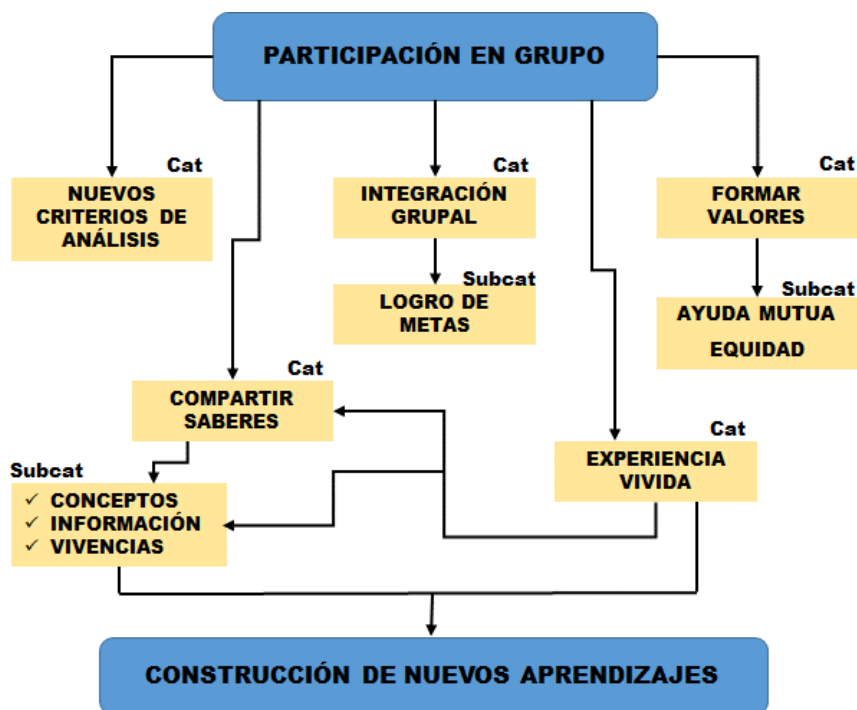 PARTICIPACIÓN EN GRUPO
Cat
NUEVOS
CRITERIOS DE
ANÁLISIS
Cat
INTEGRACIÓN
GRUPAL
Cat
FORMAR
VALORES
Subcat
LOGRO DE
METAS
Subcat
AYUDA MUTUA
EQUIDAD
Cat
COMPARTIR
SABERES
Cat
EXPERIENCIA
VIVIDA
Subcat
✓ CONCEPTOS
✓ INFORMACIÓN
✓ VIVENCIAS
CONSTRUCCIÓN DE NUEVOS APRENDIZAJES